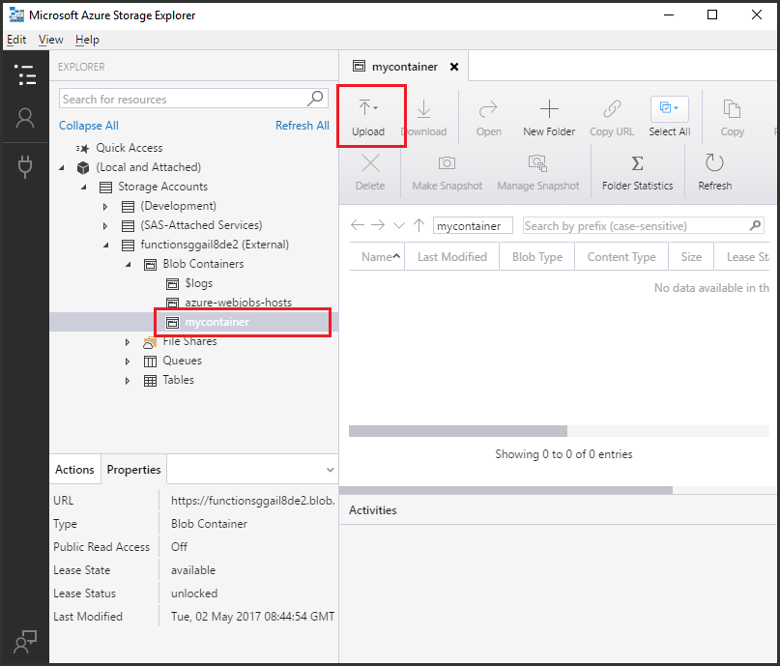 Microsoft Azure Storage Explorer
Edit View Help
EXPLORER
Search for resources
Collapse All Refresh All
Quick Access
(Local and Attached)
Storage Accounts
(Development)
(SAS-Attached Services)
functionsggail8de2 (External)
Blob Containers
$logs
azure-webjobs-hosts
mycontainer
File Shares
Queues
Tables
Actions Properties
URL https://functionsggail8de2.blob.
Type Blob Container
Public Read Access Off
Lease State available
Lease Status unlocked
Last Modified Tue, 02 May 2017 08:44:54 GMT
mycontainer
Upload Download Open New Folder Copy URL Select All Copy
Delete Make Snapshot Manage Snapshot Folder Statistics Refresh
mycontainer Search by prefix (case-sensitive)
Name Last Modified Blob Type Content Type Size Lease Sta
No data available in th
Showing 0 to 0 of 0 entries
Activities